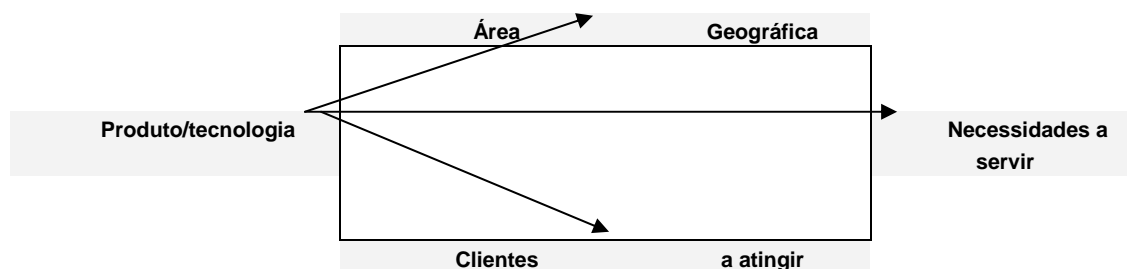 Área Geográfica
Produto/tecnologia
Necessidades a
servir
Clientes a atingir